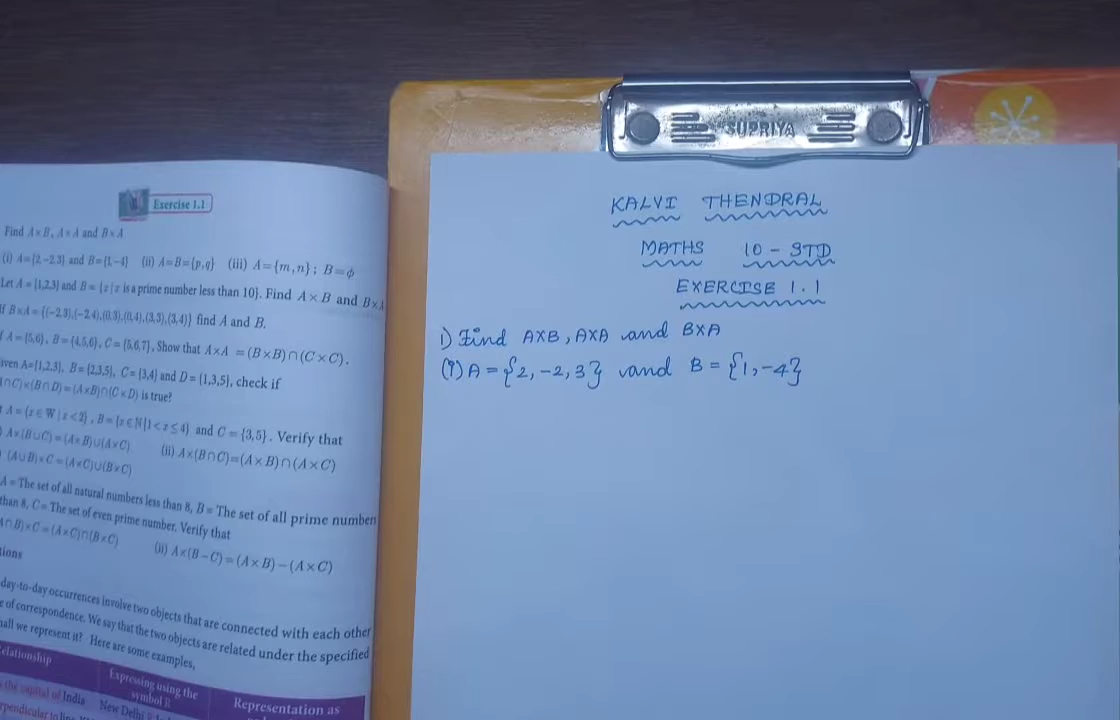 Exercise 1.1
Find A×B, A×A and B×A
(i) A={2,-2,3} and B={1,-4} (ii) A=B={p,q} (iii) A={m,n} ; B=ϕ
Let A = {1,2,3} and B = {x | x is a prime number less than 10}. Find A×B and B×A
If B×A={(-2,3),(-2,4),(0,3),(0,4),(3,3),(3,4)} find A and B.
A={5,6}, B={4,5,6}, C={5,6,7}, Show that A×A = (B×B)∩(C×C).
A={1,2,3}, B={2,3,5}, C={3,4} and D={1,3,5}, check if
∩C)×(B∩D)=(A×B)∩(C×D) is true?
A={x∈W | x<2}, B={x∈N | 1<x≤4} and C={3,5}. Verify that
A×(B∪C)=(A×B)∪(A×C) (ii) A×(B∩C)=(A×B)∩(A×C)
(A∪B)×C=(A×C)∪(B×C)
A = The set of all natural numbers less than 8, B = The set of all prime number
than 8, C = The set of even prime number. Verify that
A∩B)×C=(A×C)∩(B×C) (ii) A×(B−C)=(A×B)−(A×C)
day-to-day occurrences involve two objects that are connected with each other
of correspondence. We say that the two objects are related under the specified
we represent it? Here are some examples,
Expressing using the
symbol R
Representation as
the capital of India New Delhi
SUPRIYA
KALVI THENDRAL
MATHS 10 - STD
EXERCISE 1.1
1) Find A×B, A×A and B×A
(i) A = {2, -2, 3} and B = {1, -4}